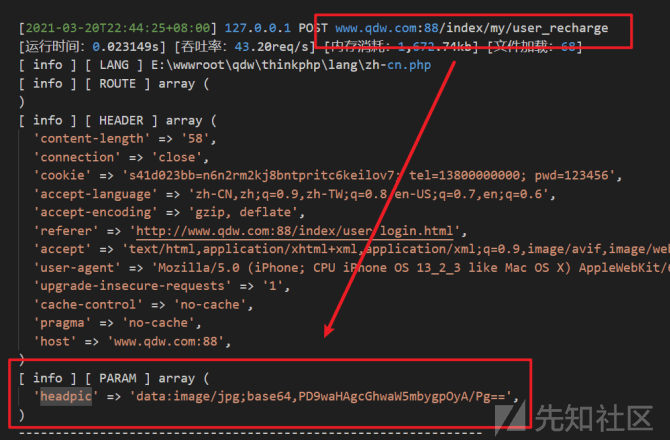 [2021-03-20T22:44:25+08:00] 127.0.0.1 POST www.qdw.com:88/index/my/user_recharge
[运行时间: 0.023149s] [吞吐率: 43.20req/s] [内存消耗: 1,672.74kb] [文件加载: 68]
[ info ] [ LANG ] E:\wwwroot\qdw\thinkphp\lang\zh-cn.php
[ info ] [ ROUTE ] array (
)
[ info ] [ HEADER ] array (
'content-length' => '58',
'connection' => 'close',
'cookie' => 's41d023bb=n6n2rm2kj8bntpritc6keilov7; tel=13800000000; pwd=123456',
'accept-language' => 'zh-CN,zh;q=0.9,zh-TW;q=0.8,en-US;q=0.7,en;q=0.6',
'accept-encoding' => 'gzip, deflate',
'referer' => 'http://www.qdw.com:88/index/user_login.html',
'accept' => 'text/html,application/xhtml+xml,application/xml;q=0.9,image/avif,image/web
'user-agent' => 'Mozilla/5.0 (iPhone; CPU iPhone OS 13_2_3 like Mac OS X) AppleWebKit/6
'upgrade-insecure-requests' => '1',
'cache-control' => 'no-cache',
'pragma' => 'no-cache',
'host' => 'www.qdw.com:88',
)
[ info ] [ PARAM ] array (
'headpic' => 'data:image/jpg;base64,PD9waHAgcGhwaW5mbygpOyA/Pg==',
)
---------------------------------------------------------------
先知社区